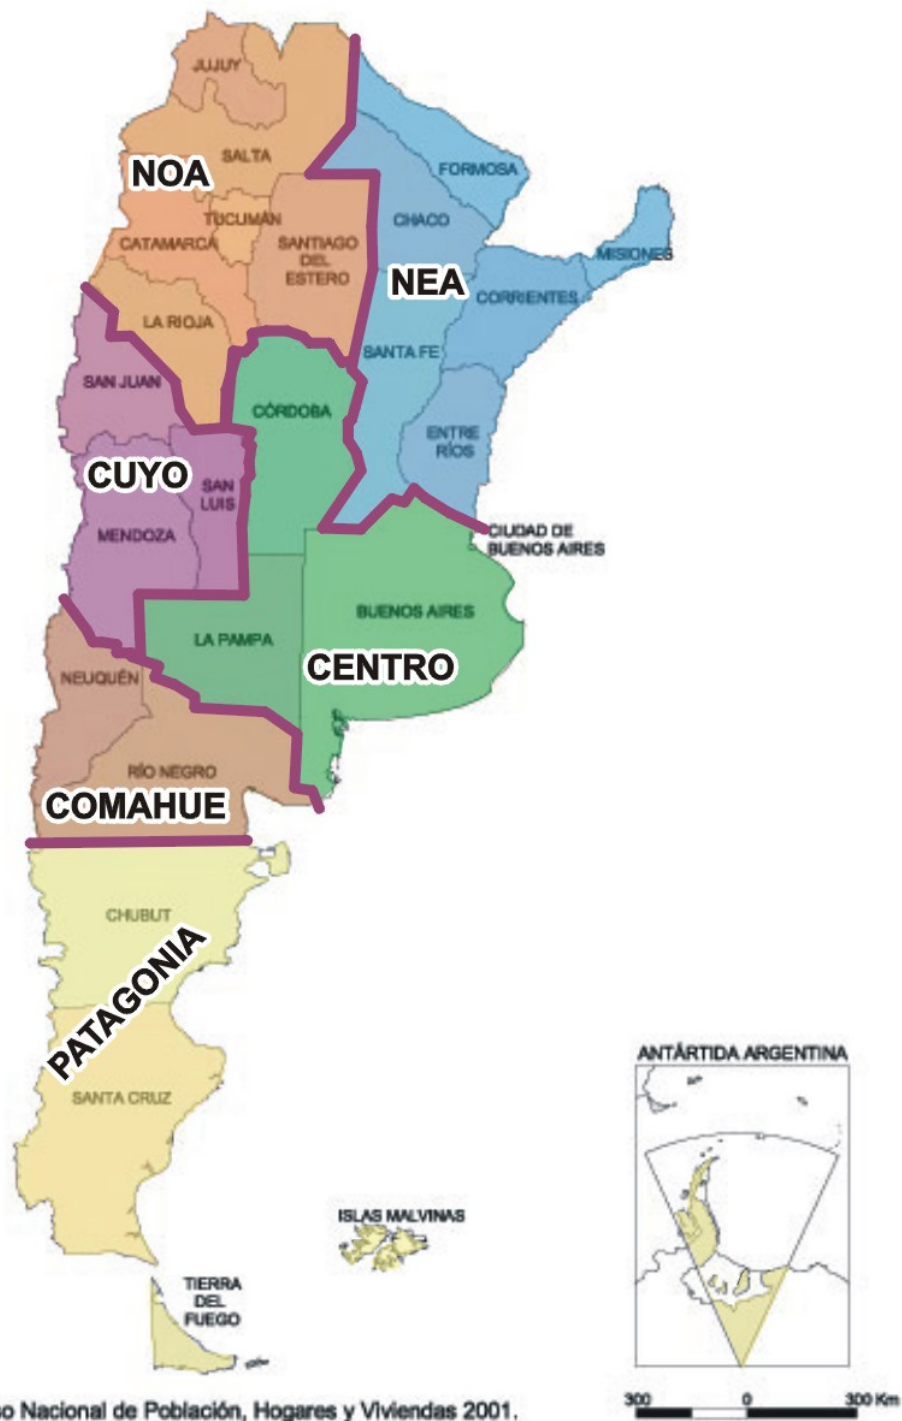 JUJUY
SALTA
FORMOSA
NOA
TUCUMÁN
CHACO
CATAMARCA
SANTIAGO
DEL
ESTERO
MISIONES
NEA
CORRIENTES
LA RIOJA
SANTA FE
SAN JUAN
CÓRDOBA
ENTRE
RÍOS
CUYO
SAN
LUIS
MENDOZA
CIUDAD DE
BUENOS AIRES
BUENOS AIRES
LA PAMPA
CENTRO
NEUQUÉN
RÍO NEGRO
COMAHUE
CHUBUT
PATAGONIA
SANTA CRUZ
ANTÁRTIDA ARGENTINA
ISLAS MALVINAS
TIERRA
DEL
FUEGO
300 0 300 Km
so Nacional de Población, Hogares y Viviendas 2001.